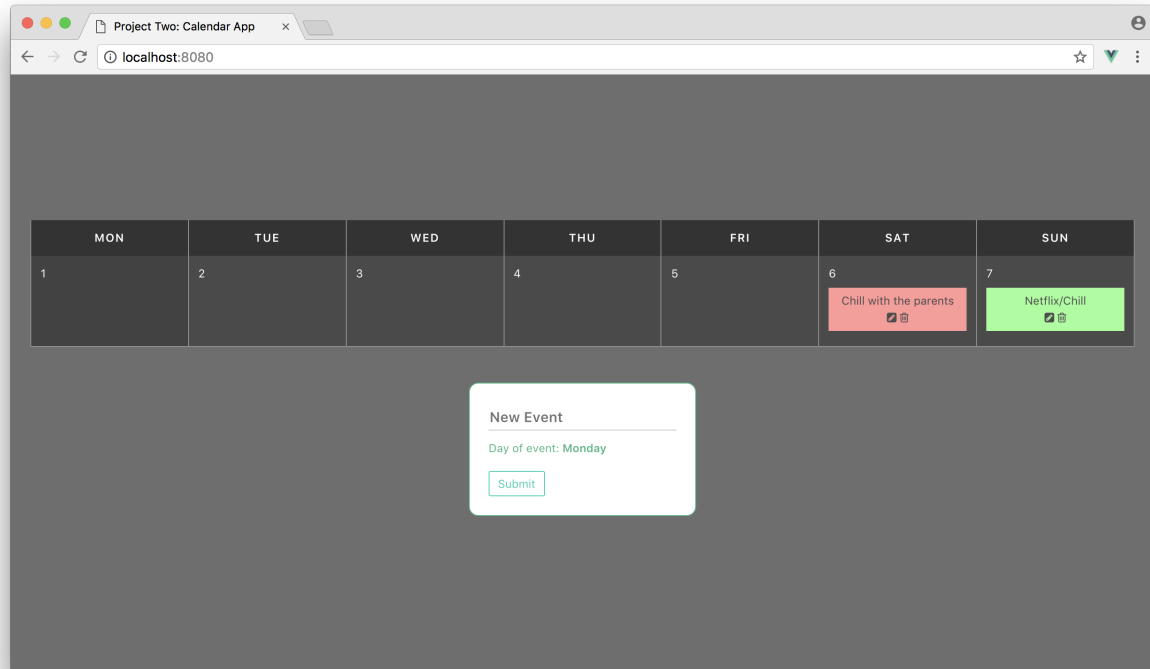 Project Two: Calendar App
localhost:8080
MON TUE WED THU FRI SAT SUN
1 2 3 4 5 6 7
Chill with the parents Netflix/Chill
New Event
Day of event: Monday
Submit